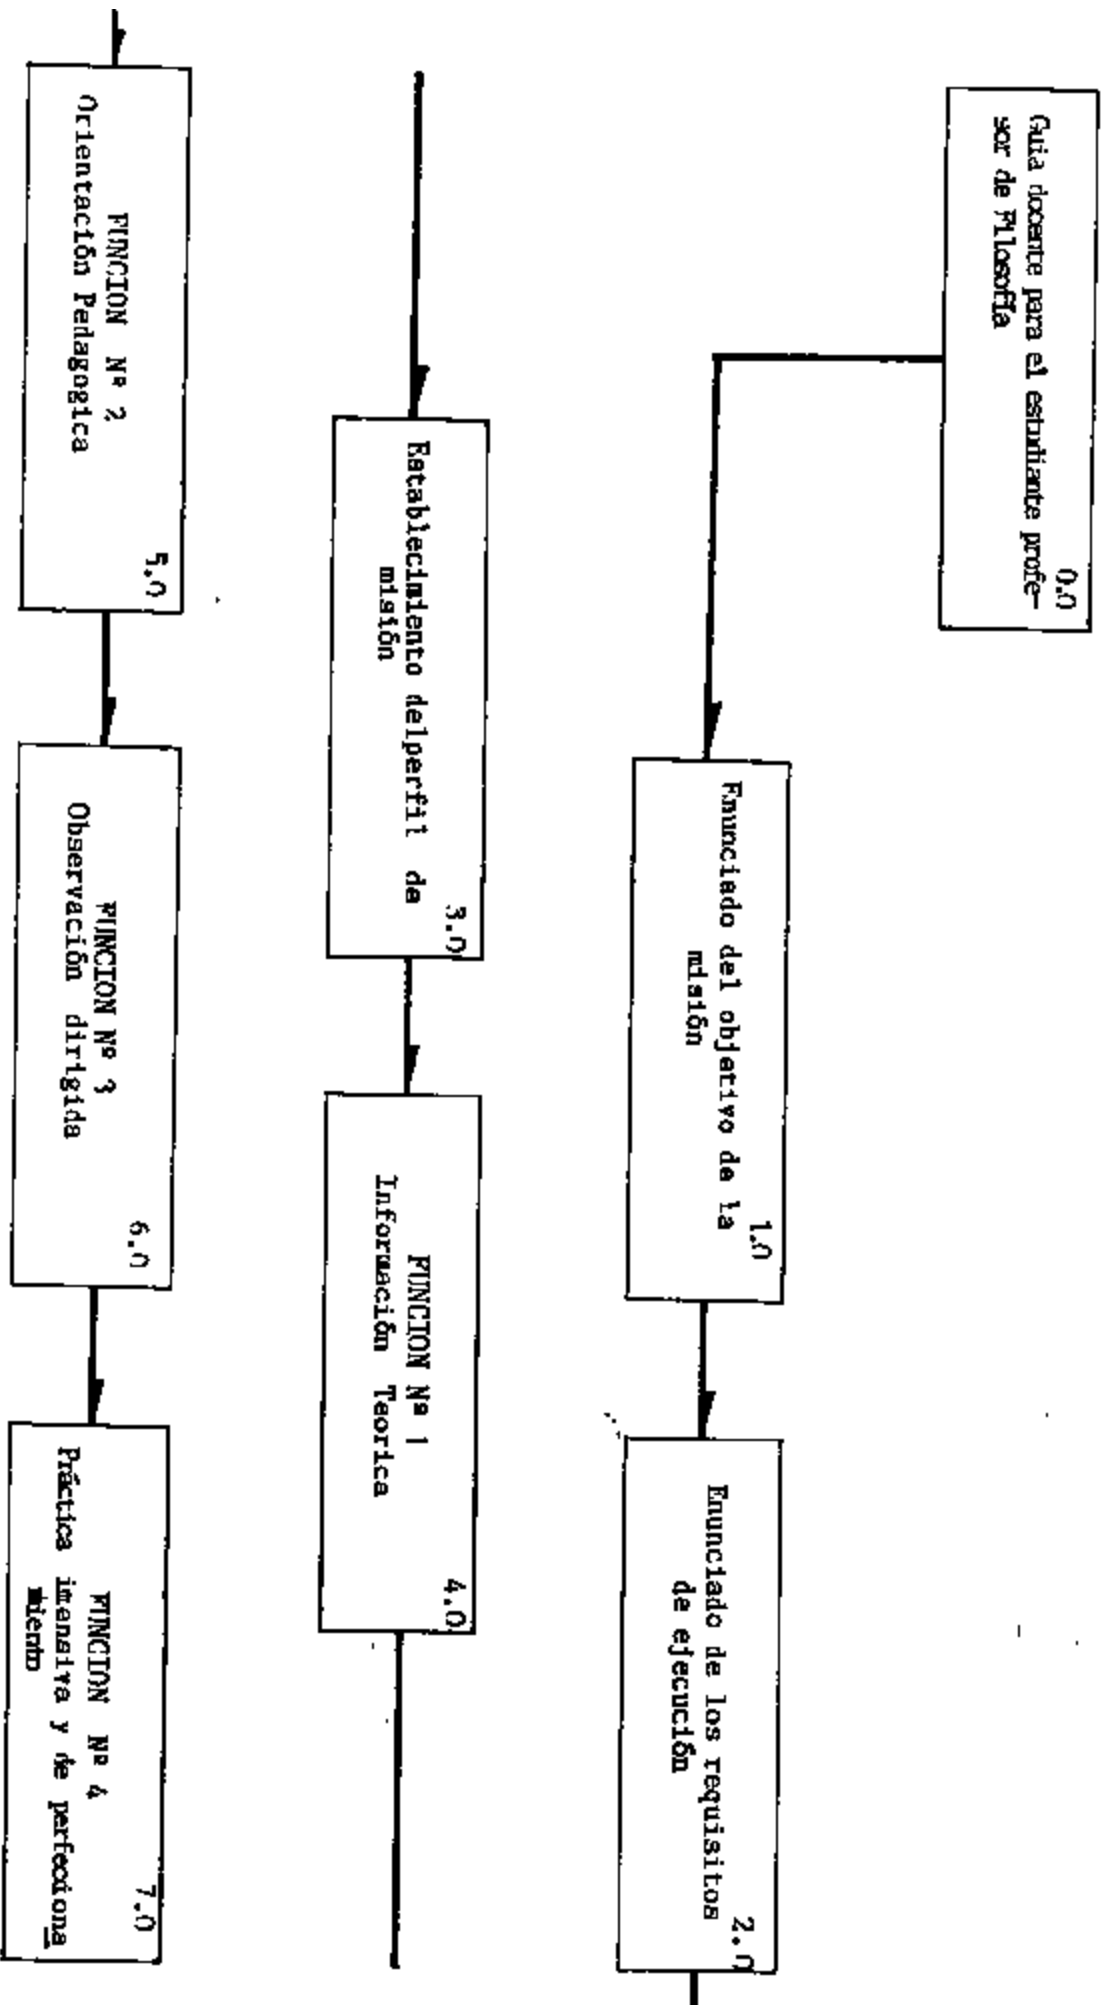 0.0
Guia docente para el estudiante profe-
sor de Filosofía
1.0
Enunciado del objetivo de la
misión
2.0
Enunciado de los requisitos
de ejecución
3.0
Establecimiento delperfil de
misión
4.0
FUNCION Nº 1
Información Teorica
5.0
FUNCION Nº 2
Orientación Pedagogica
6.0
FUNCION Nº 3
Observación dirigida
7.0
FUNCION Nº 4
Práctica intensiva y de perfecciona
miento